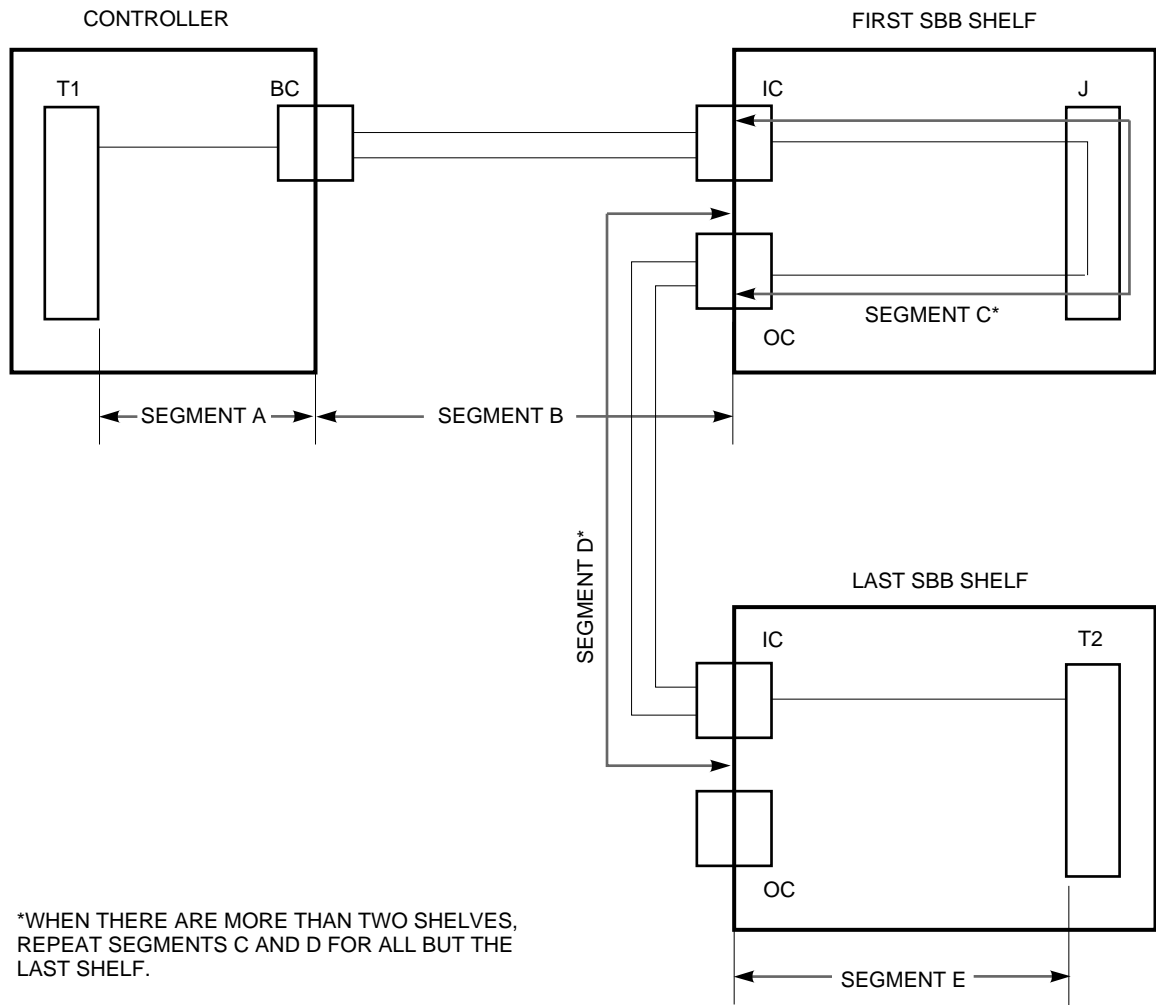 CONTROLLER
FIRST SBB SHELF
T1
BC
IC
J
SEGMENT C*
OC
SEGMENT A
SEGMENT B
SEGMENT D*
LAST SBB SHELF
IC
T2
OC
*WHEN THERE ARE MORE THAN TWO SHELVES,
REPEAT SEGMENTS C AND D FOR ALL BUT THE
LAST SHELF.
SEGMENT E